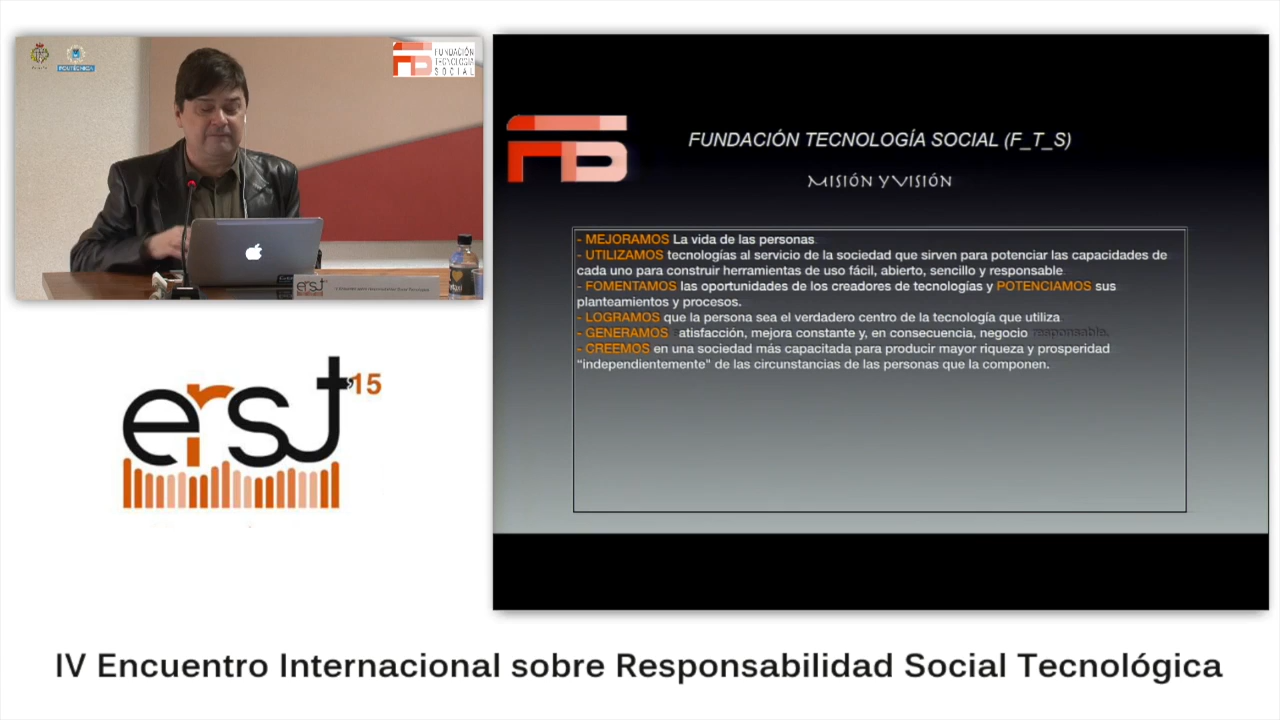 POLITÉCNICA
FUNDACIÓN
TECNOLOGÍA
SOCIAL
erst
erst's15
FUNDACIÓN TECNOLOGÍA SOCIAL (F_T_S)
MISIÓN Y VISIÓN
- MEJORAMOS La vida de las personas
- UTILIZAMOS tecnologías al servicio de la sociedad que sirven para potenciar las capacidades de
cada uno para construir herramientas de uso fácil, abierto, sencillo y responsable
- FOMENTAMOS las oportunidades de los creadores de tecnologías y POTENCIAMOS sus
planteamientos y procesos.
- LOGRAMOS que la persona sea el verdadero centro de la tecnología que utiliza
- GENERAMOS satisfacción, mejora constante y, en consecuencia, negocio responsable.
- CREEMOS en una sociedad más capacitada para producir mayor riqueza y prosperidad
“independientemente" de las circunstancias de las personas que la componen.
IV Encuentro Internacional sobre Responsabilidad Social Tecnológica